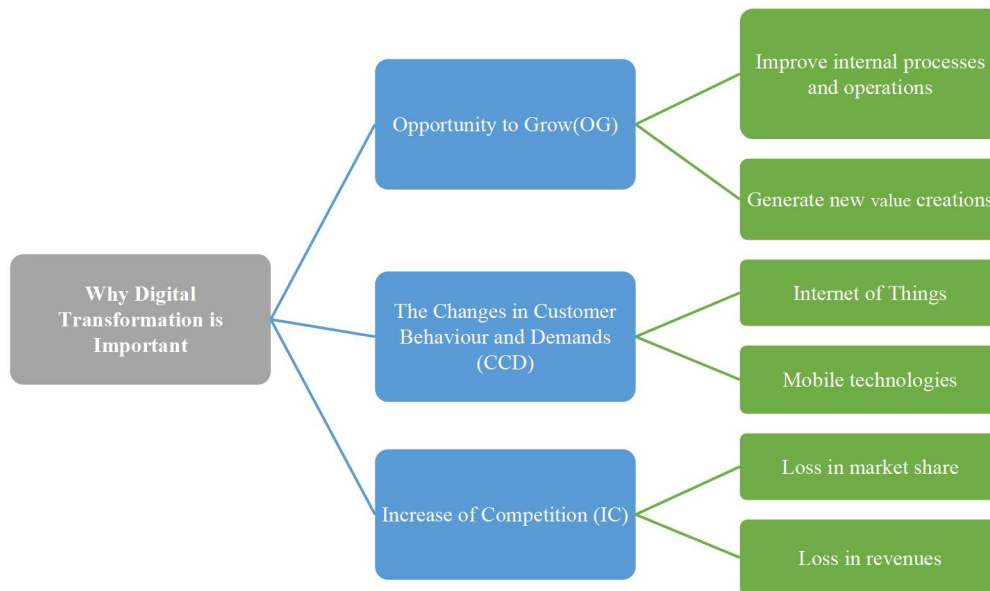 Why Digital
Transformation is
Important
Opportunity to Grow(OG)
Improve internal processes
and operations
Generate new value creations
The Changes in Customer
Behaviour and Demands
(CCD)
Internet of Things
Mobile technologies
Increase of Competition (IC)
Loss in market share
Loss in revenues